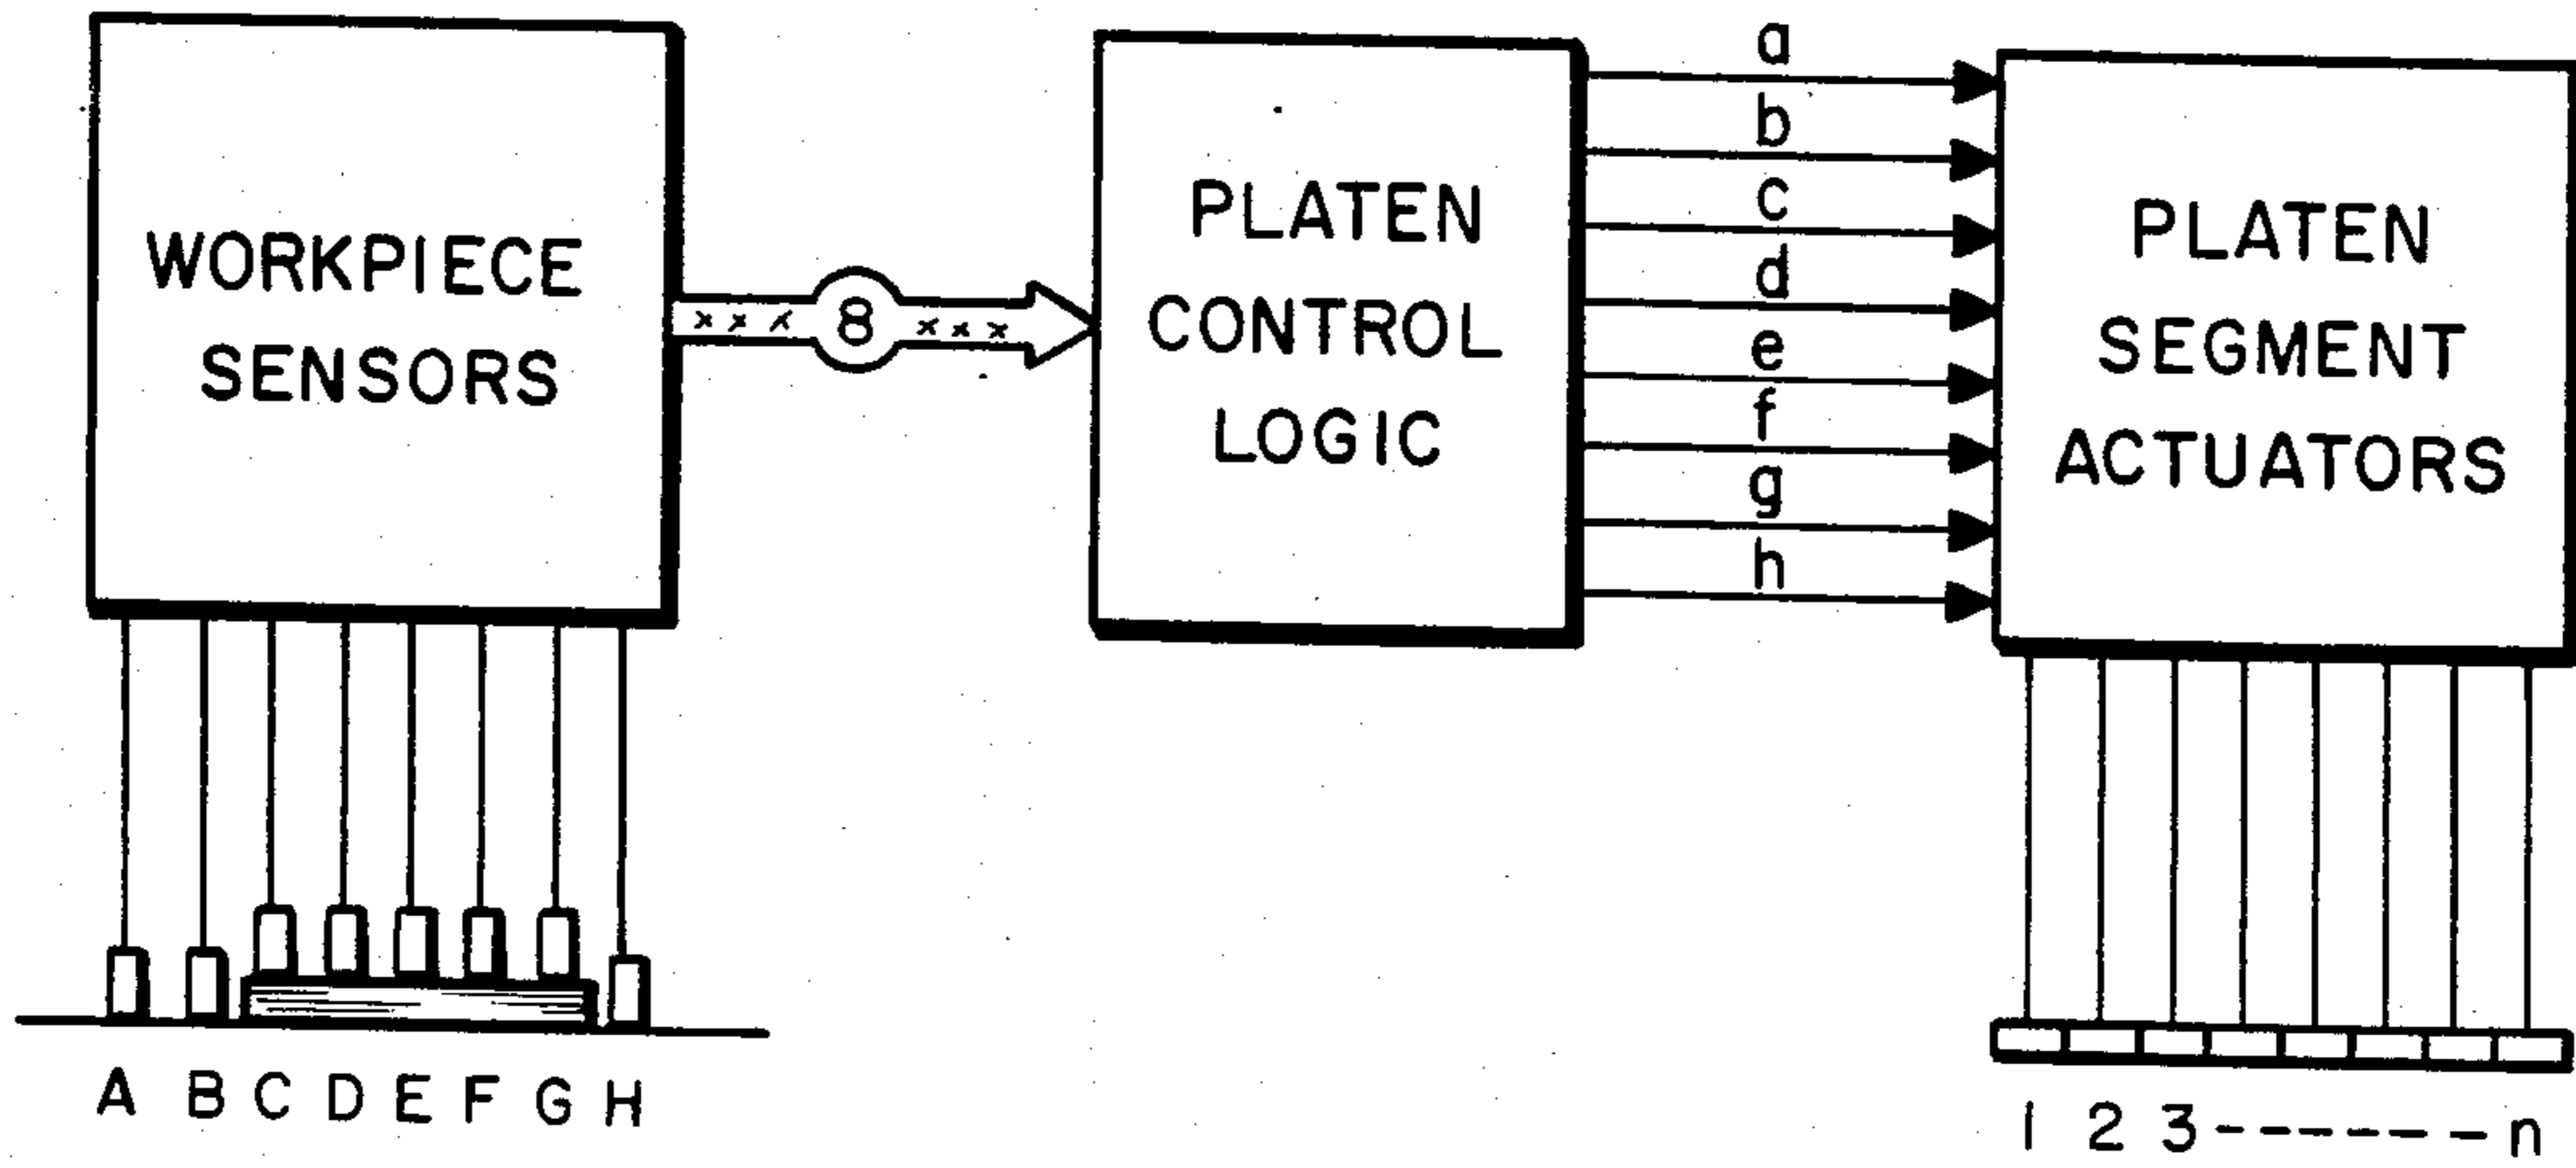 WORKPIECE
SENSORS
8
PLATEN
CONTROL
LOGIC
a
b
c
d
e
f
g
h
PLATEN
SEGMENT
ACTUATORS
A B C D E F G H
1 2 3 ------- n